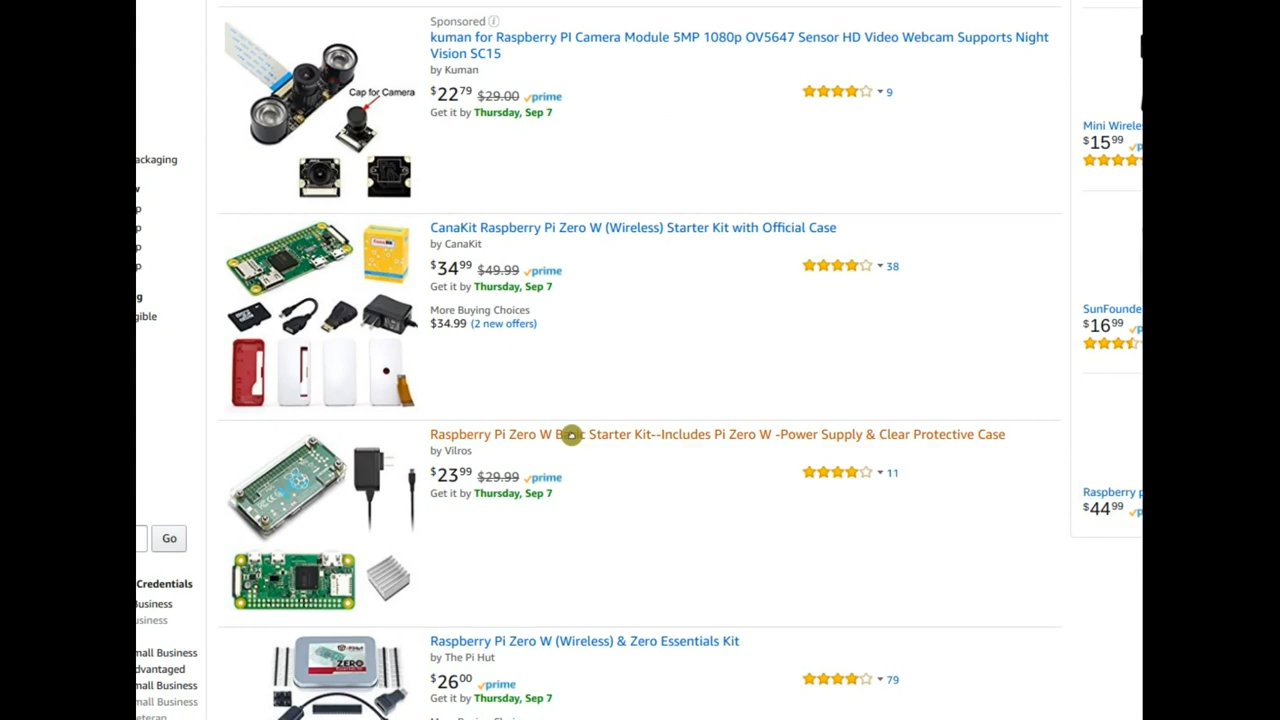 Sponsored
kuman for Raspberry PI Camera Module 5MP 1080p OV5647 Sensor HD Video Webcam Supports Night
Vision SC15
by Kuman
$22 79 $29.00 prime
9
Get it by Thursday, Sep 7
Cap for Camera
CanaKit Raspberry Pi Zero W (Wireless) Starter Kit with Official Case
by CanaKit
$34 99 $49.99 prime
38
Get it by Thursday, Sep 7
More Buying Choices
$34.99 (2 new offers)
Raspberry Pi Zero W Basic Starter Kit--Includes Pi Zero W -Power Supply & Clear Protective Case
by Vilros
$23 99 $29.99 prime
11
Get it by Thursday, Sep 7
Raspberry Pi Zero W (Wireless) & Zero Essentials Kit
by The Pi Hut
$26 00 prime
79
Get it by Thursday, Sep 7
ZERO
ackaging
w
p
p
p
p
g
gible
Go
Credentials
Business
usiness
mall Business
advantaged
mall Business
mall Business
eteran
Mini Wirele
$15 99
SunFounde
$16 99
Raspberry p
$44 99